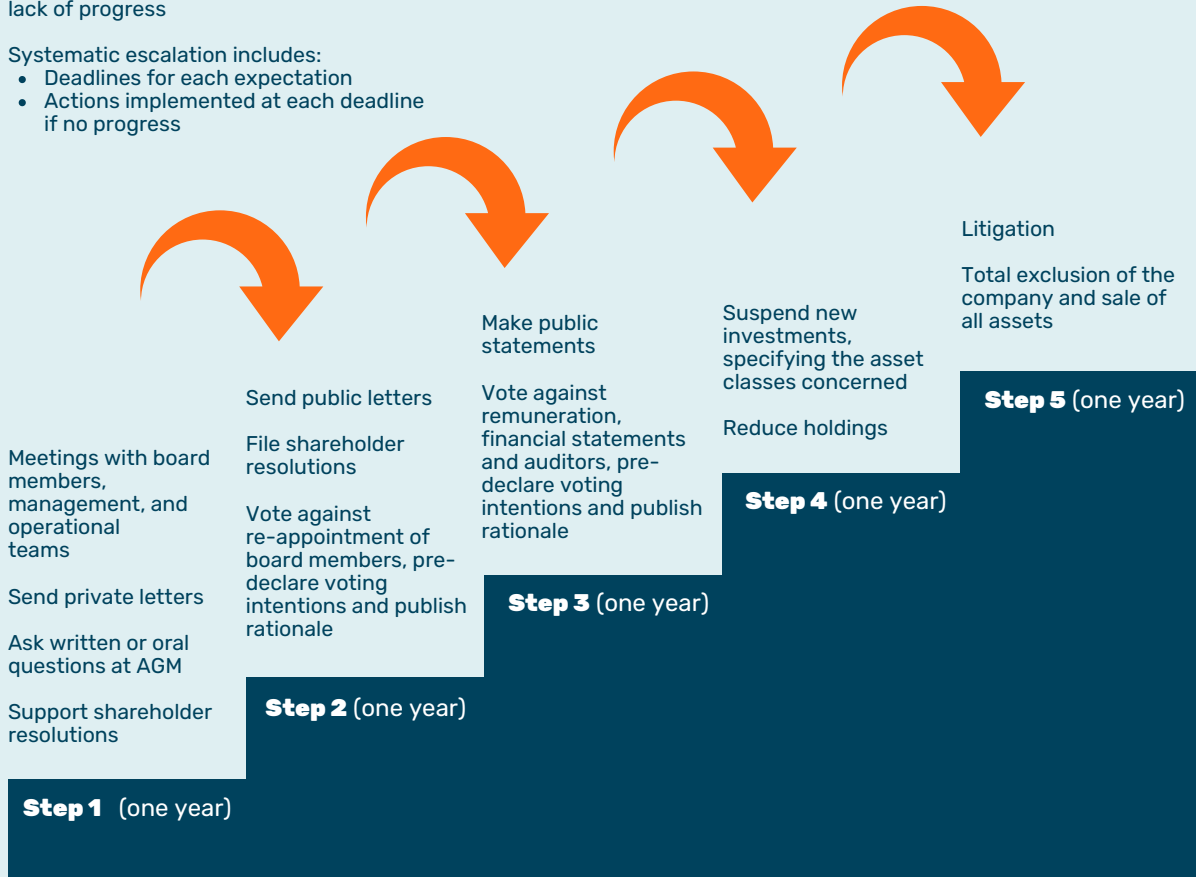 lack of progress
Systematic escalation includes:
• Deadlines for each expectation
• Actions implemented at each deadline
if no progress
Meetings with board
members,
management, and
operational
teams
Send private letters
Ask written or oral
questions at AGM
Support shareholder
resolutions
Step 1 (one year)
Send public letters
File shareholder
resolutions
Vote against
re-appointment of
board members, pre-
declare voting
intentions and publish
rationale
Step 2 (one year)
Make public
statements
Vote against
remuneration,
financial statements
and auditors, pre-
declare voting
intentions and publish
rationale
Step 3 (one year)
Suspend new
investments,
specifying the asset
classes concerned
Reduce holdings
Step 4 (one year)
Litigation
Total exclusion of the
company and sale of
all assets
Step 5 (one year)